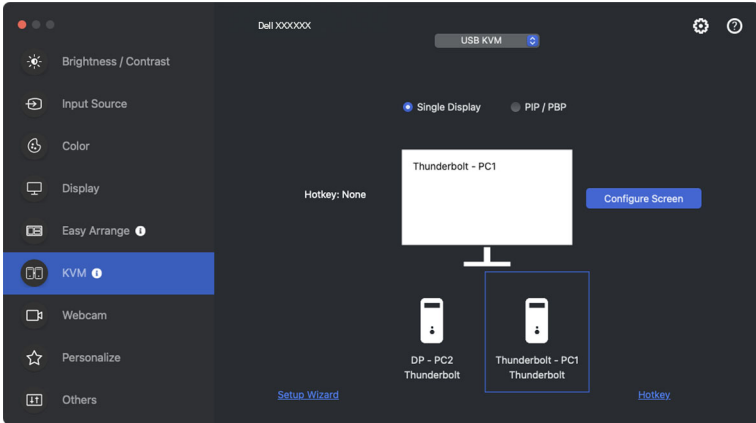 Dell XXXXXX
USB KVM
Brightness / Contrast
Input Source
Color
Display
Easy Arrange
KVM
Webcam
Personalize
Others
Single Display
PIP / PBP
Thunderbolt - PC1
Hotkey: None
Configure Screen
DP - PC2
Thunderbolt
Thunderbolt - PC1
Thunderbolt
Setup Wizard
Hotkey